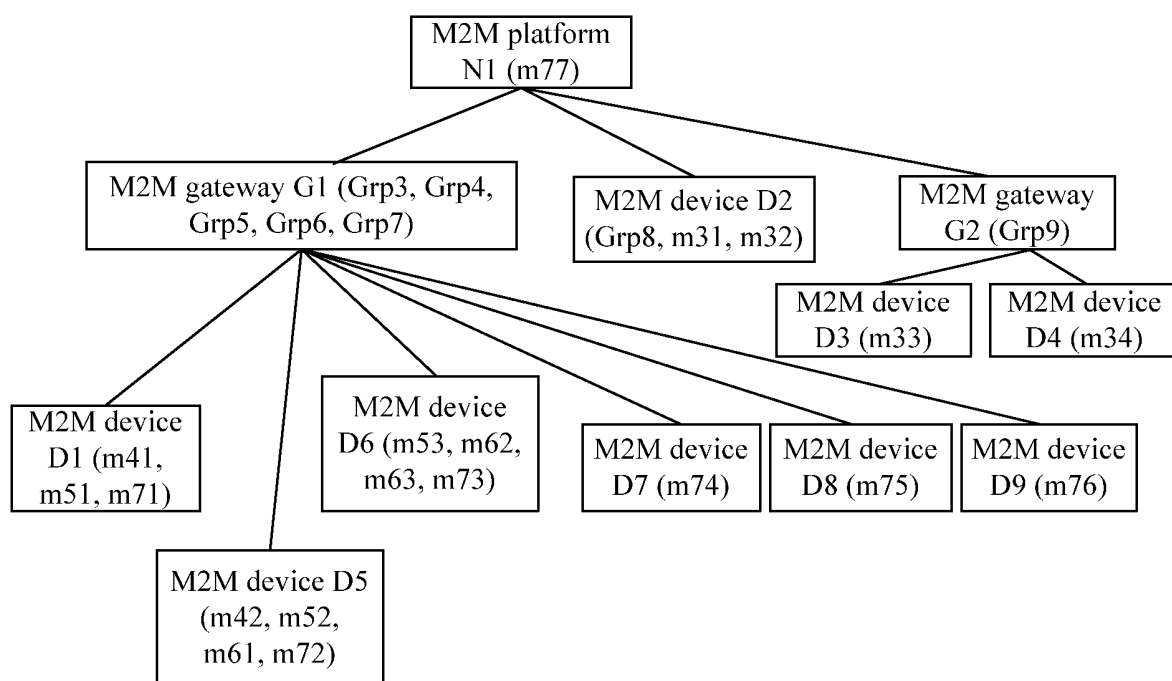 M2M platform
N1 (m77)
M2M gateway G1 (Grp3, Grp4,
Grp5, Grp6, Grp7)
M2M device D2
(Grp8, m31, m32)
M2M gateway
G2 (Grp9)
M2M device
D3 (m33)
M2M device
D4 (m34)
M2M device
D1 (m41,
m51, m71)
M2M device
D6 (m53, m62,
m63, m73)
M2M device
D7 (m74)
M2M device
D8 (m75)
M2M device
D9 (m76)
M2M device D5
(m42, m52,
m61, m72)